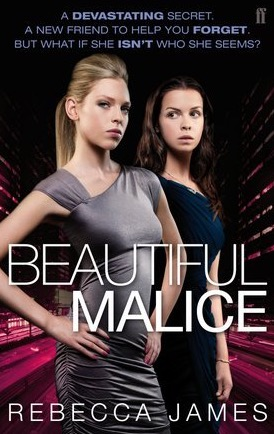 A DEVASTATING SECRET.
A NEW FRIEND TO HELP YOU FORGET.
BUT WHAT IF SHE ISN'T WHO SHE SEEMS?
ff
BEAUTIFUL
MALICE
REBECCA JAMES